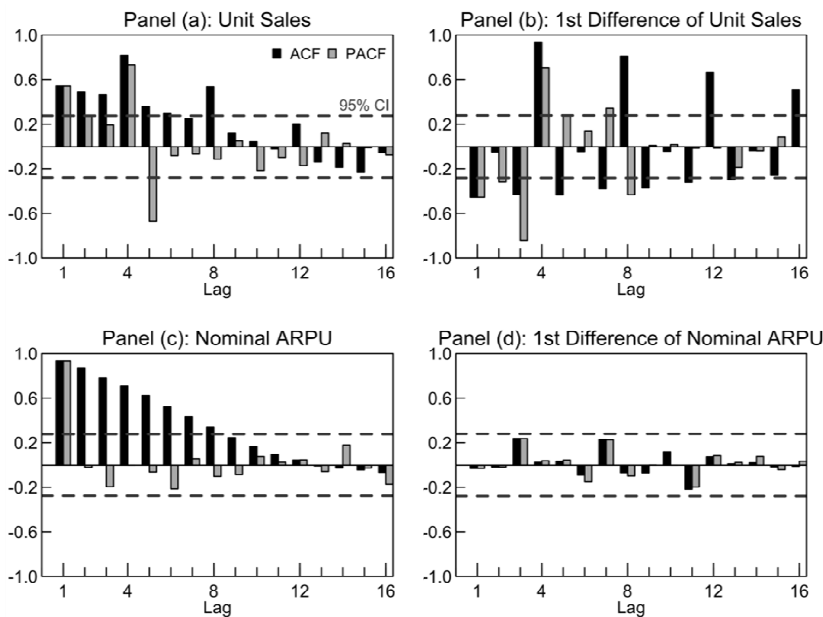 Panel (a): Unit Sales
1.0
0.6
0.2
-0.2
-0.6
-1.0
ACF PACF
95% CI
1 4 8 12 16
Lag
Panel (b): 1st Difference of Unit Sales
1.0
0.6
0.2
-0.2
-0.6
-1.0
1 4 8 12 16
Lag
Panel (c): Nominal ARPU
1.0
0.6
0.2
-0.2
-0.6
-1.0
1 4 8 12 16
Lag
Panel (d): 1st Difference of Nominal ARPU
1.0
0.6
0.2
-0.2
-0.6
-1.0
1 4 8 12 16
Lag